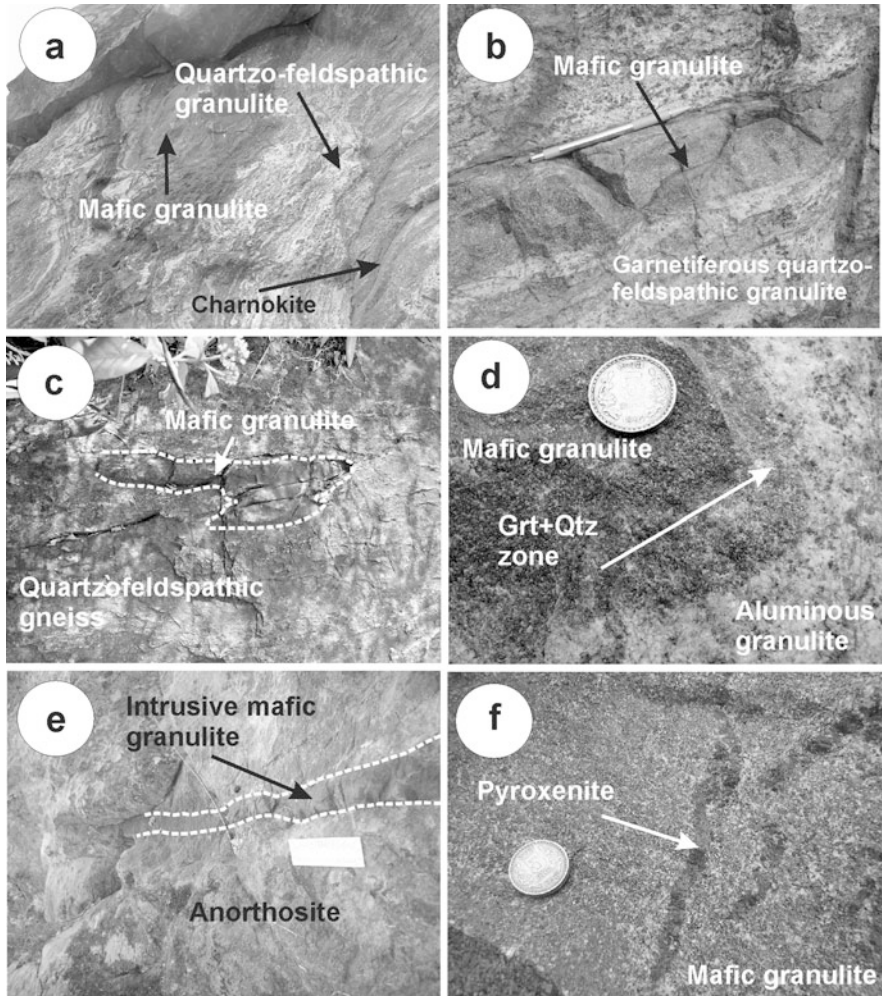 a
Quartzo-feldspathic
granulite
Mafic granulite
Charnokite
b
Mafic granulite
Garnetiferous quartzo-
feldspathic granulite
c
Mafic granulite
Quartzofeldspathic
gneiss
d
Mafic granulite
Grt+Qtz
zone
Aluminous
granulite
e
Intrusive mafic
granulite
Anorthosite
f
Pyroxenite
Mafic granulite